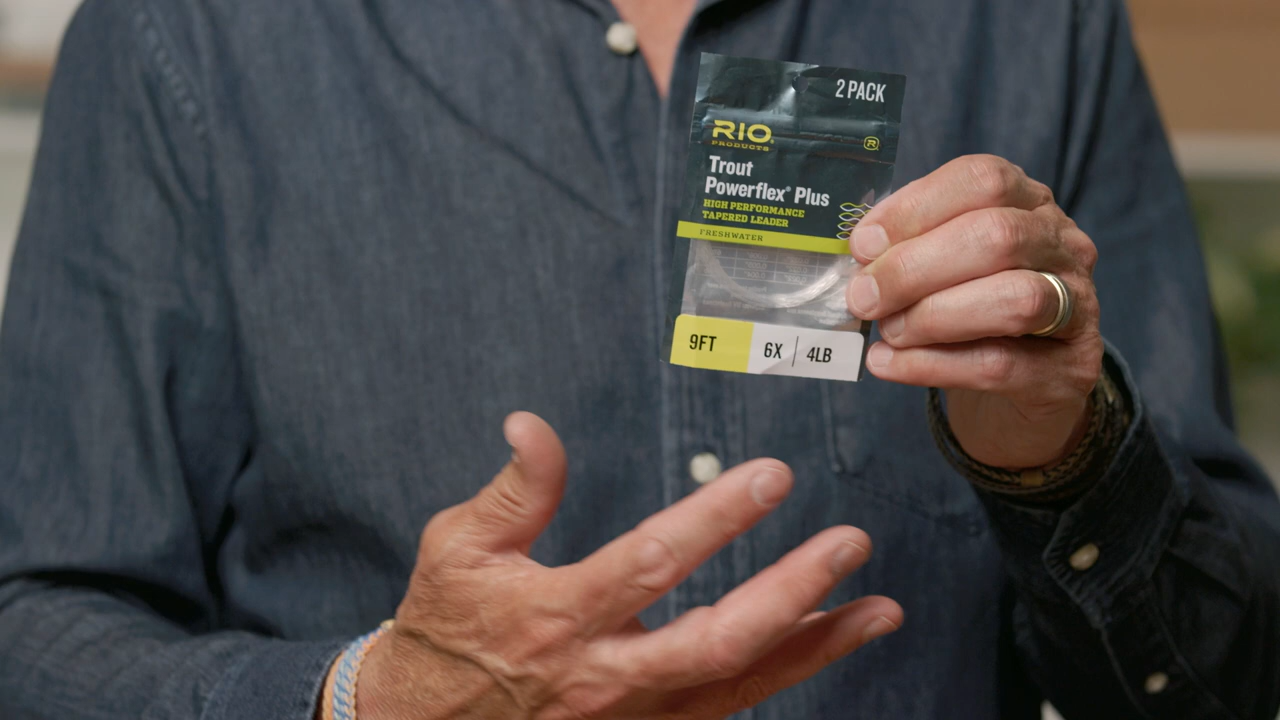 2 PACK
RIO®
PRODUCTS
Trout
Powerflex® Plus
HIGH PERFORMANCE
TAPERED LEADER
FRESHWATER
9FT
6X | 4LB